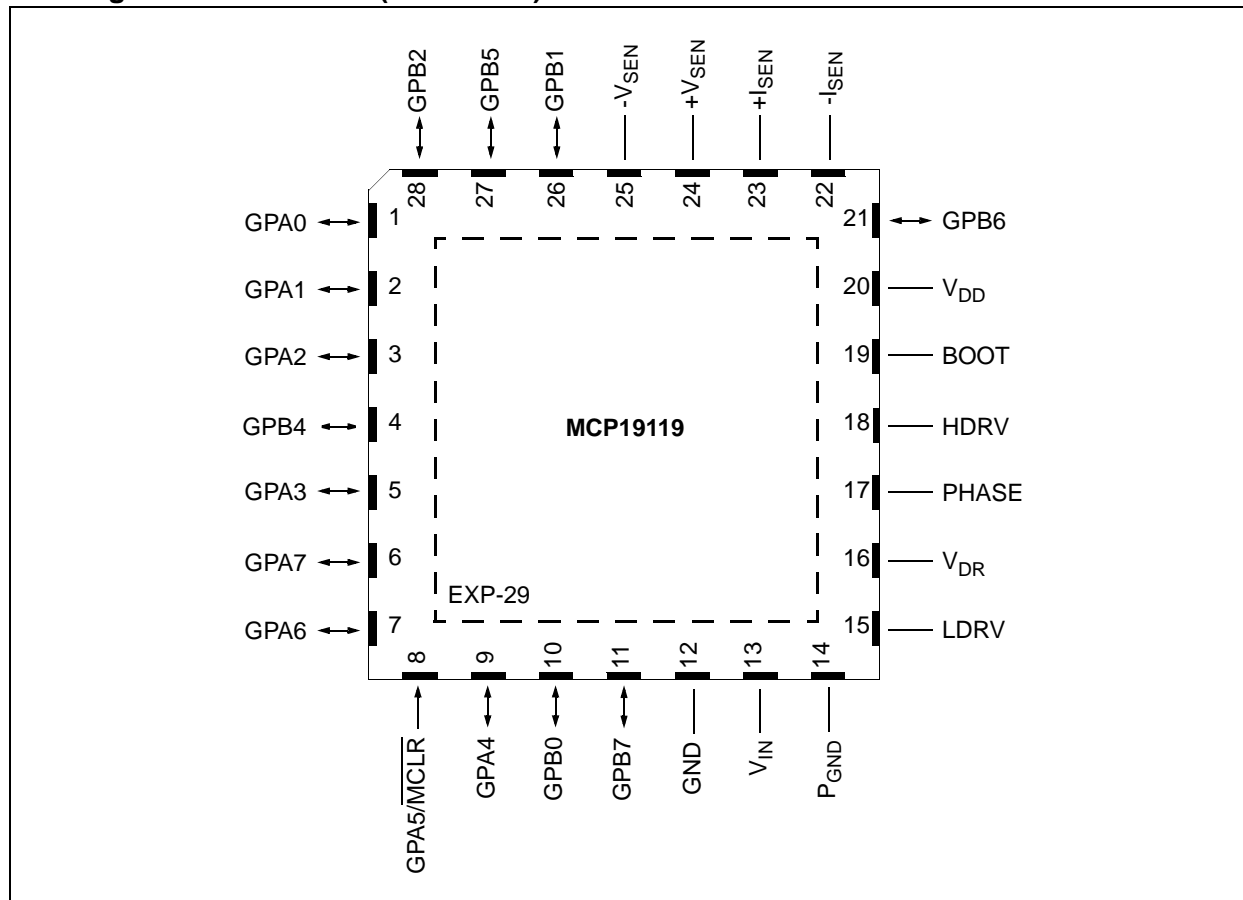 GPB2
GPB5
GPB1
-VSEN
+VSEN
+ISEN
-ISEN
28
27
26
25
24
23
22
GPA0 1
GPA1 2
GPA2 3
GPB4 4
GPA3 5
GPA7 6
GPA6 7
MCP19119
EXP-29
21 GPB6
20 VDD
19 BOOT
18 HDRV
17 PHASE
16 VDR
15 LDRV
8
9
10
11
12
13
14
GPA5/MCLR
GPA4
GPB0
GPB7
GND
VIN
PGND